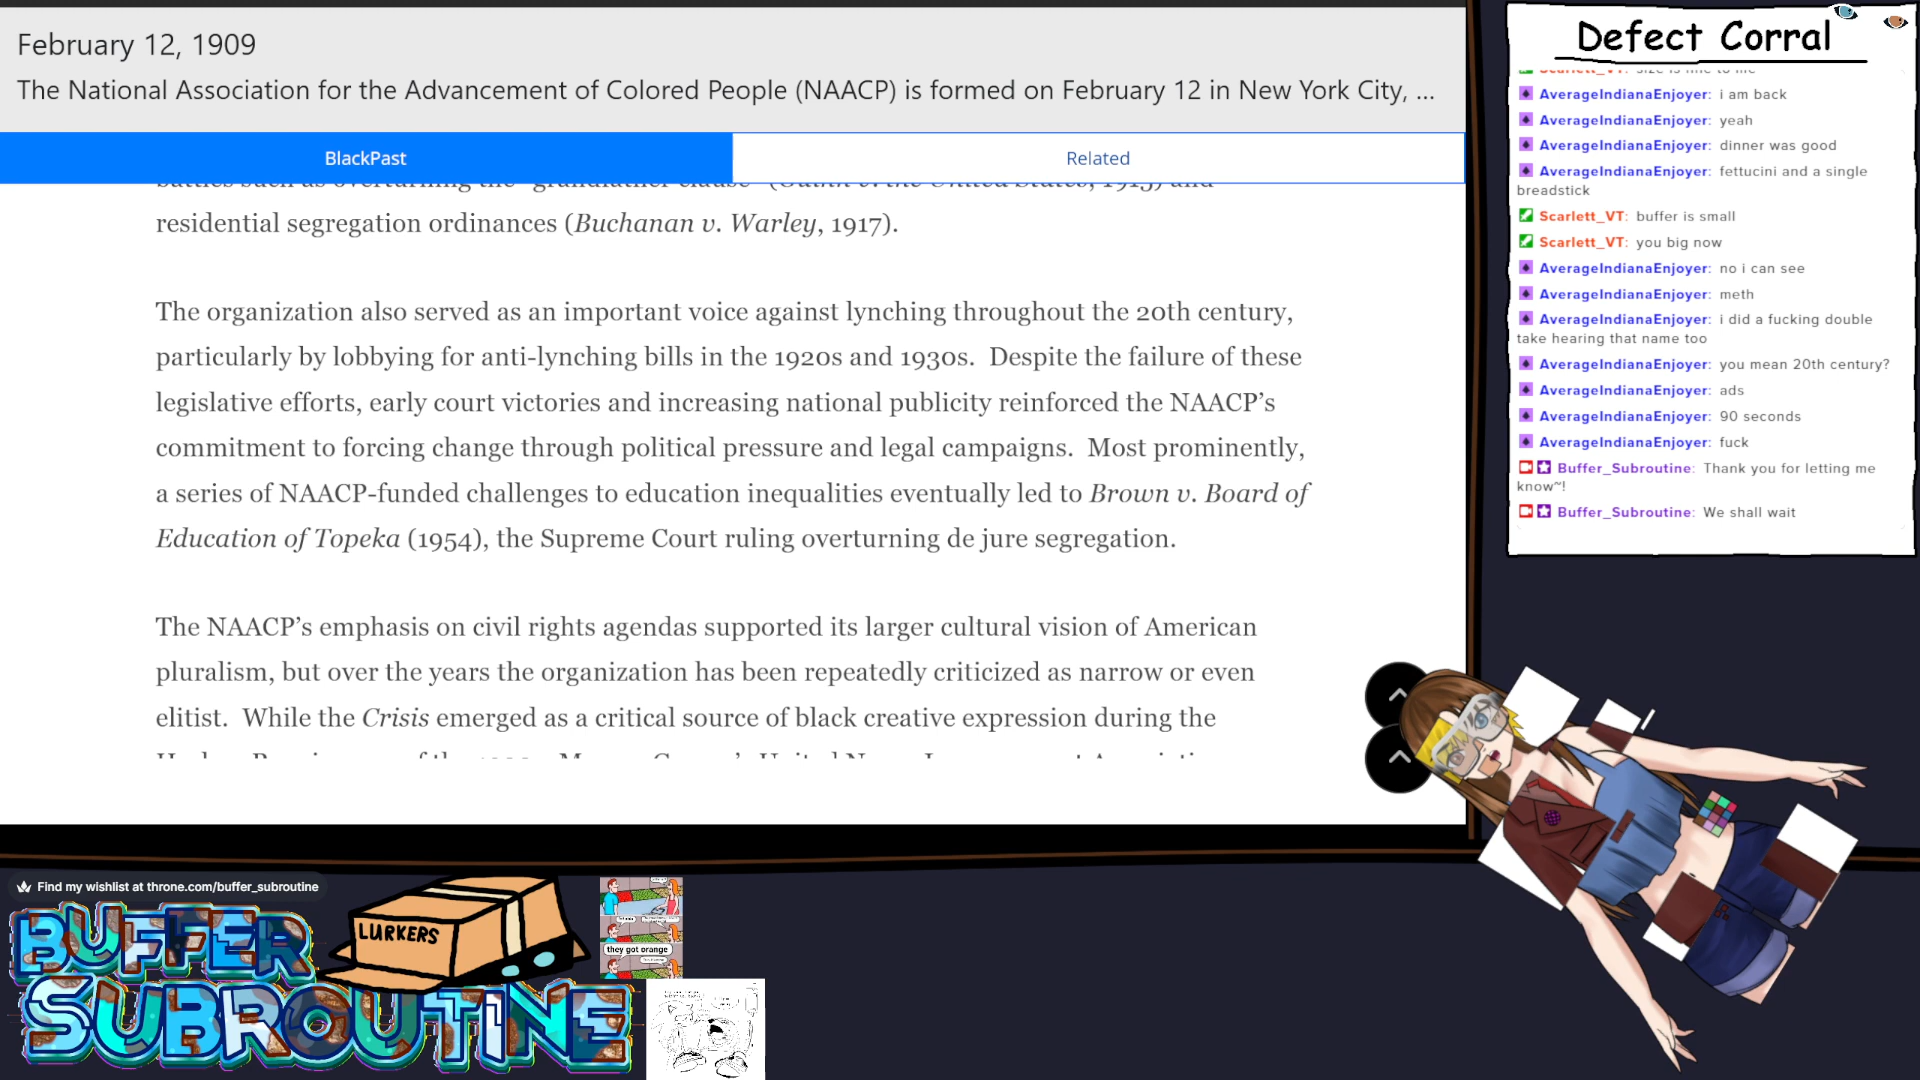 February 12, 1909
The National Association for the Advancement of Colored People (NAACP) is formed on February 12 in New York City, ...
BlackPast
Related
residential segregation ordinances (Buchanan v. Warley, 1917).
The organization also served as an important voice against lynching throughout the 20th century,
particularly by lobbying for anti-lynching bills in the 1920s and 1930s.  Despite the failure of these
legislative efforts, early court victories and increasing national publicity reinforced the NAACP’s
commitment to forcing change through political pressure and legal campaigns.  Most prominently,
a series of NAACP-funded challenges to education inequalities eventually led to Brown v. Board of
Education of Topeka (1954), the Supreme Court ruling overturning de jure segregation.
The NAACP’s emphasis on civil rights agendas supported its larger cultural vision of American
pluralism, but over the years the organization has been repeatedly criticized as narrow or even
elitist.  While the Crisis emerged as a critical source of black creative expression during the
Defect Corral
AverageIndianaEnjoyer: i am back
AverageIndianaEnjoyer: yeah
AverageIndianaEnjoyer: dinner was good
AverageIndianaEnjoyer: fettucini and a single
breadstick
Scarlett_VT: buffer is small
Scarlett_VT: you big now
AverageIndianaEnjoyer: no i can see
AverageIndianaEnjoyer: meth
AverageIndianaEnjoyer: i did a fucking double
take hearing that name too
AverageIndianaEnjoyer: you mean 20th century?
AverageIndianaEnjoyer: ads
AverageIndianaEnjoyer: 90 seconds
AverageIndianaEnjoyer: fuck
Buffer_Subroutine: Thank you for letting me
know~!
Buffer_Subroutine: We shall wait
Find my wishlist at throne.com/buffer_subroutine
BUFFER
SUBROUTINE
LURKERS
they got orange